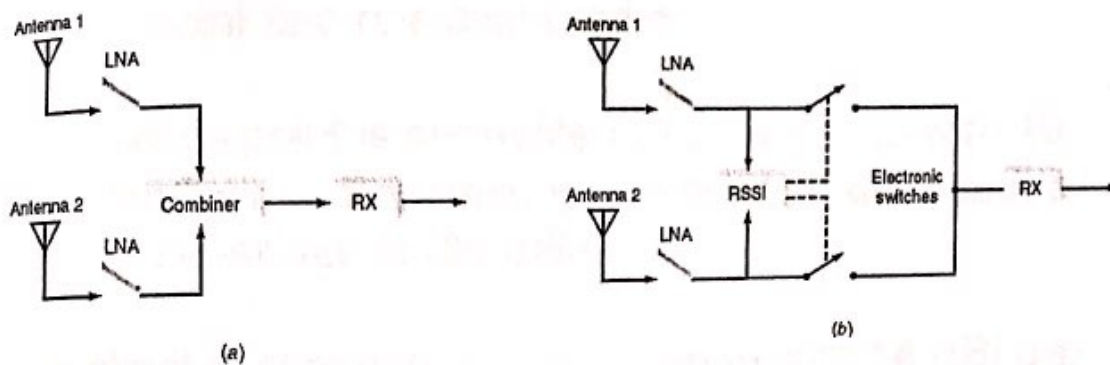 Antenna 1
LNA
Combiner
RX
Antenna 2
LNA
(a)
Antenna 1
LNA
RSSI
Electronic
switches
RX
Antenna 2
LNA
(b)